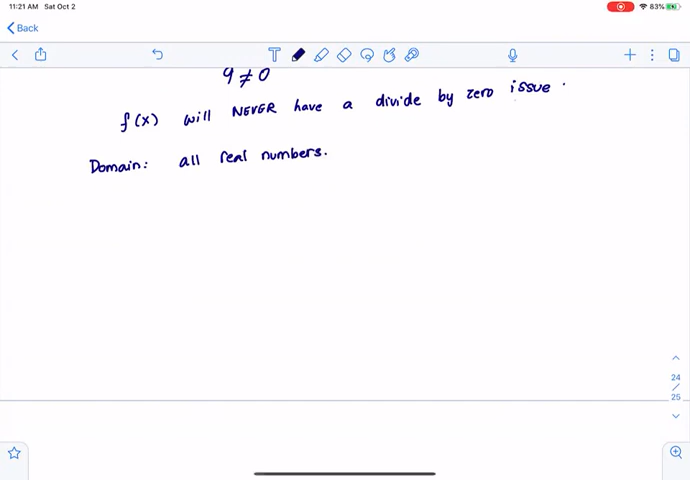 11:21 AM Sat Oct 2
83%
Back
T
9 ≠ 0
f(x) will NEVER have a divide by zero issue.
Domain: all real numbers.
24
/
25